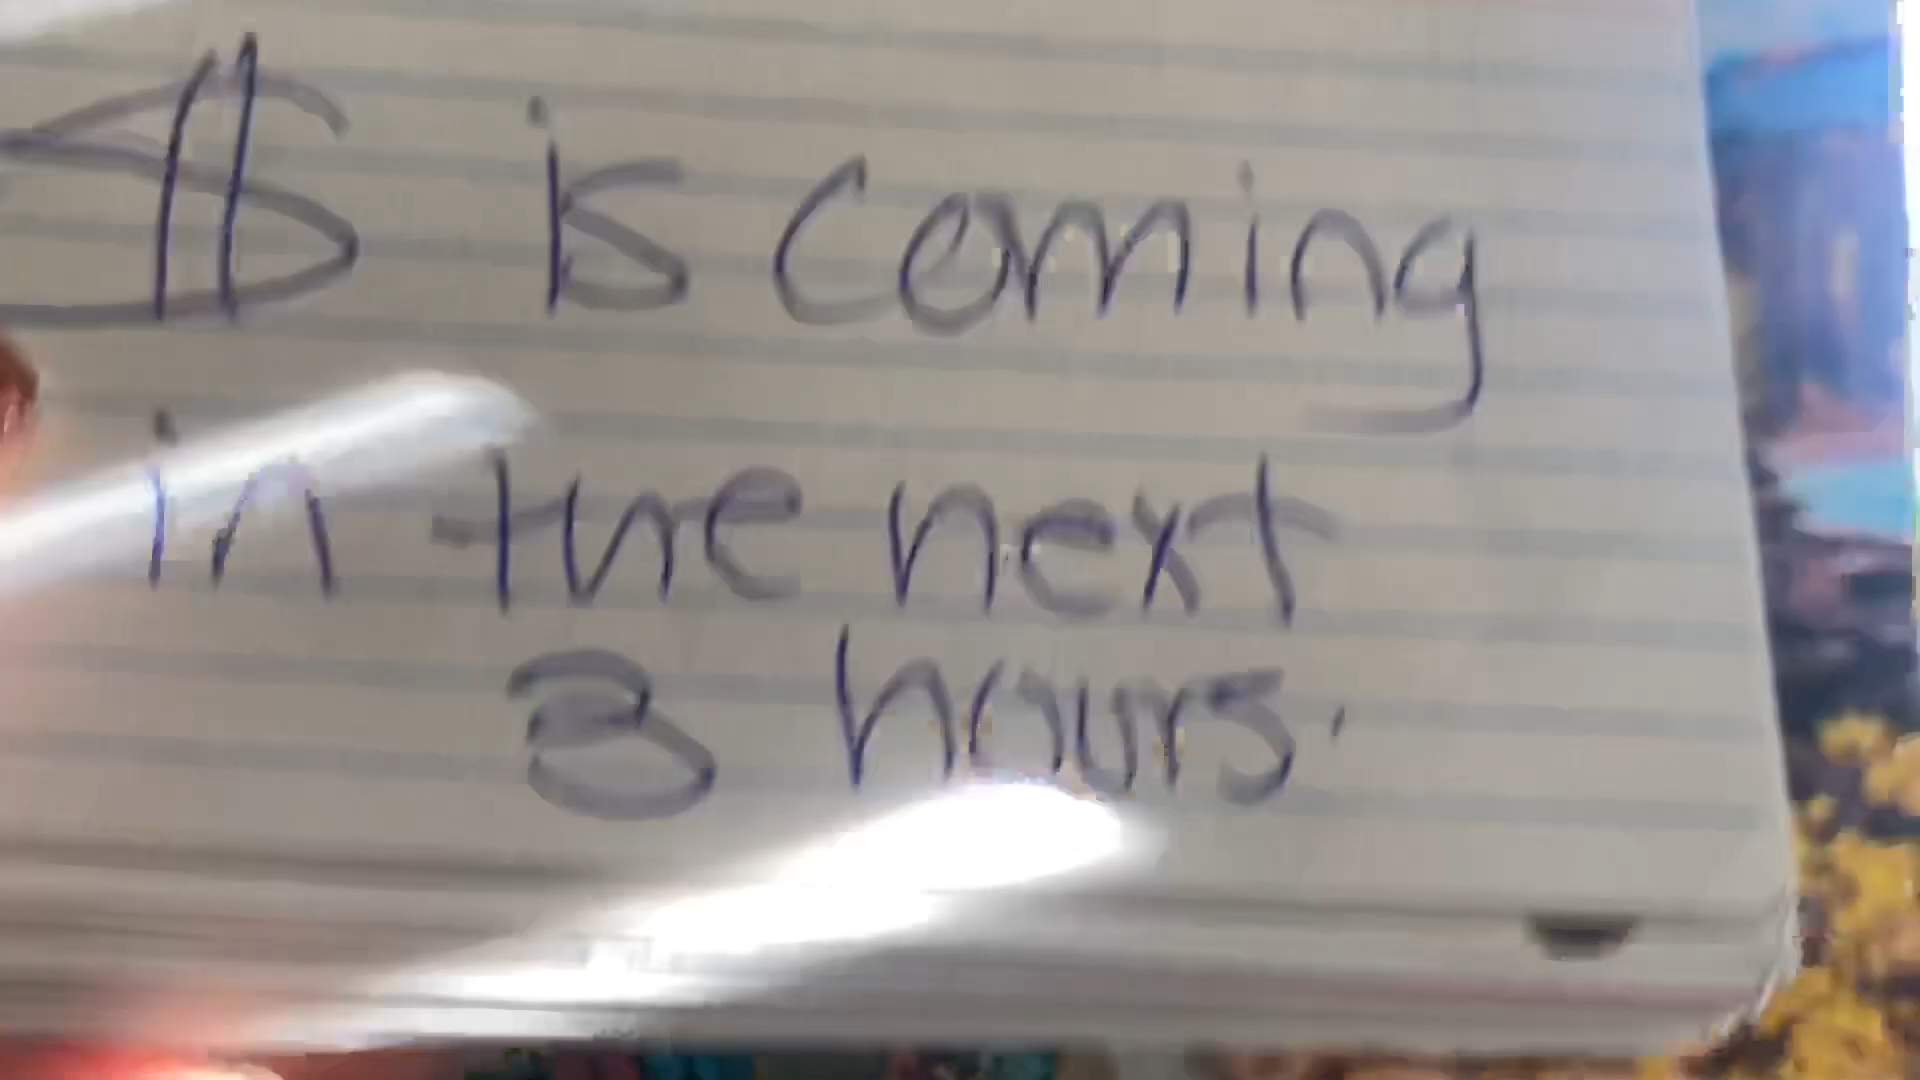 $ is coming
in the next
3 hours.